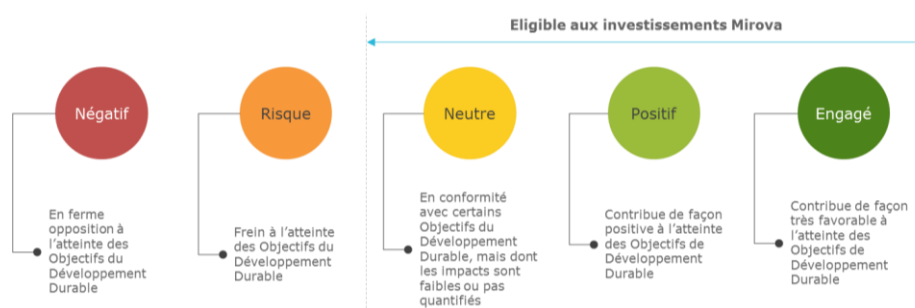 Eligible aux investissements Mirova
Négatif
Risque
Neutre
Positif
Engagé
En ferme
opposition à
l'atteinte des
Objectifs du
Développement
Durable
Frein à l'atteinte
des Objectifs du
Développement
Durable
En conformité
avec certains
Objectifs du
Développement
Durable, mais dont
les impacts sont
faibles ou pas
quantifiés
Contribue de façon
positive à l'atteinte
des Objectifs de
Développement
Durable
Contribue de façon
très favorable à
l'atteinte des
Objectifs de
Développement
Durable